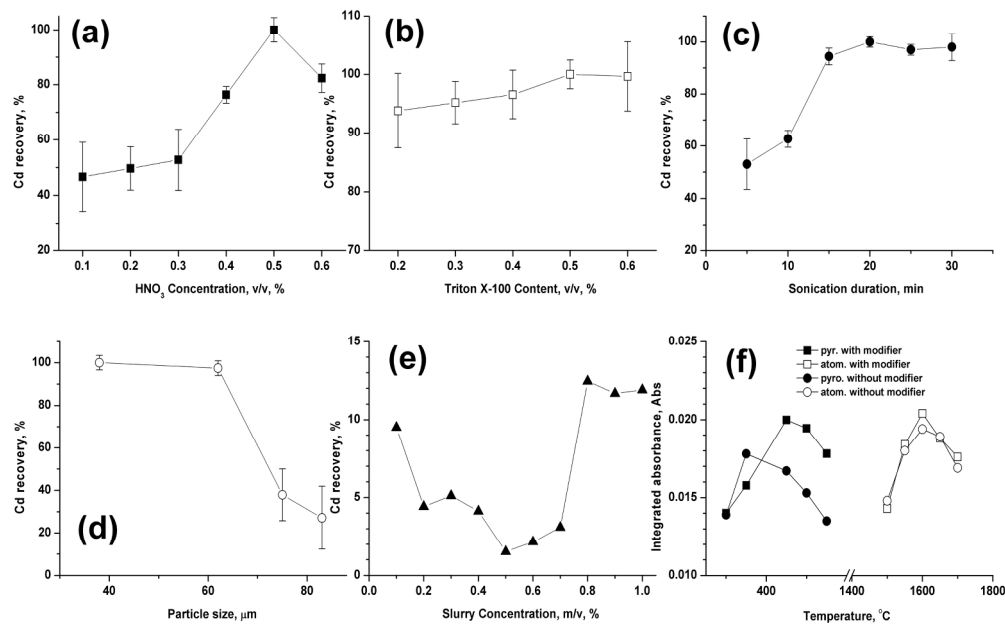 (a)
Cd recovery, %
100
80
60
40
20
0.1 0.2 0.3 0.4 0.5 0.6
HNO3 Concentration, v/v, %
(b)
Cd recovery, %
110
100
90
80
70
0.2 0.3 0.4 0.5 0.6
Triton X-100 Content, v/v, %
(c)
Cd recovery, %
100
80
60
40
20
0 10 20 30
Sonication duration, min
(d)
Cd recovery, %
100
80
60
40
20
0
40 60 80
Particle size, µm
(e)
Cd recovery, %
15
10
5
0
0.0 0.2 0.4 0.6 0.8 1.0
Slurry Concentration, m/v, %
(f)
pyr. with modifier
atom. with modifier
pyro. without modifier
atom. without modifier
Integrated absorbance, Abs
0.025
0.020
0.015
0.010
400 1400 1600 1800
Temperature, °C